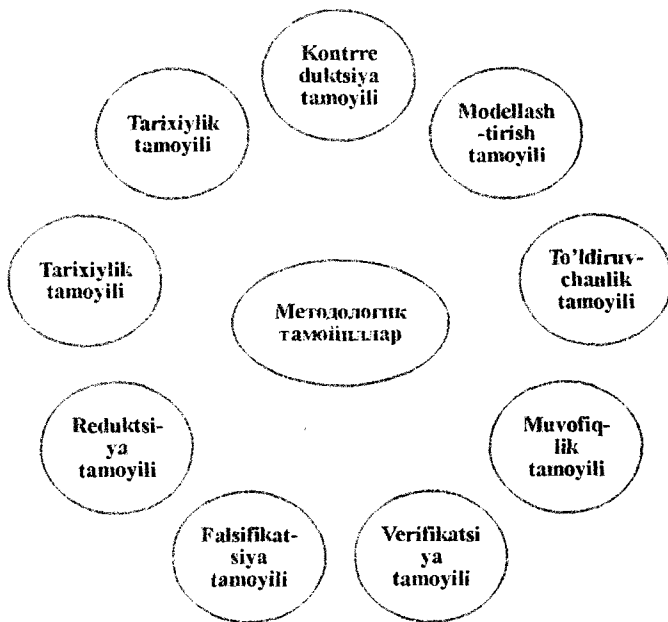 Kontrre
duktsiya
tamoyili
Modellash
-tirish
tamoyili
To'ldiruv-
chanlik
tamoyili
Muvofiq-
lik
tamoyili
Verifikatsi
ya
tamoyili
Falsifikat-
siya
tamoyili
Reduktsi-
ya
tamoyili
Tarixiylik
tamoyili
Tarixiylik
tamoyili
Методологик
тамойиллар